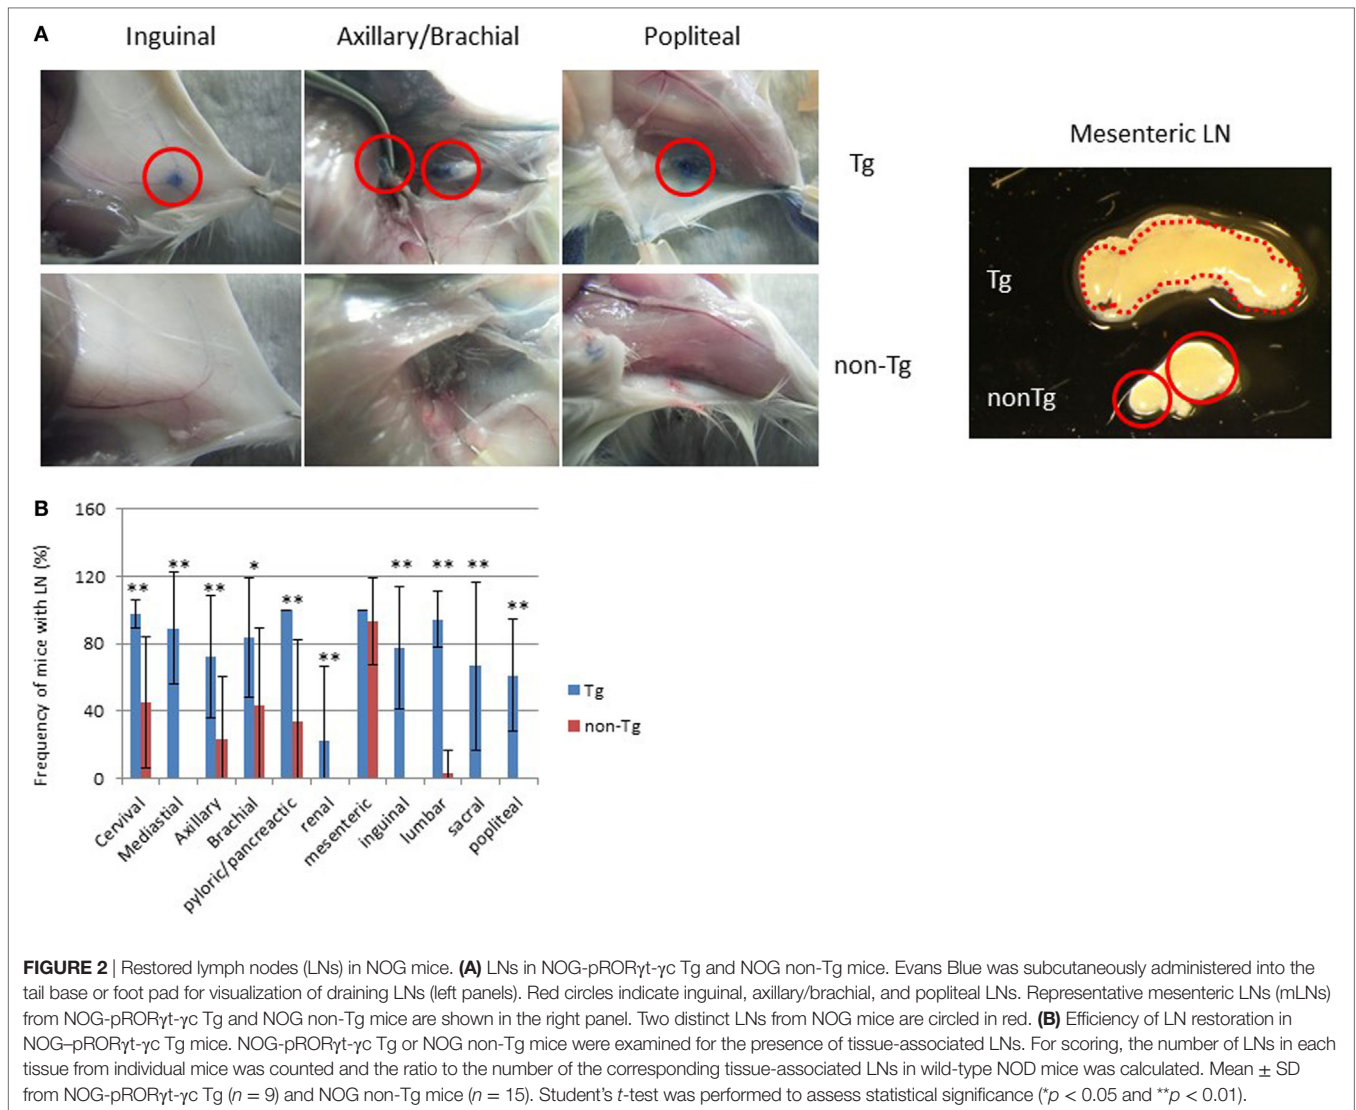 A
Inguinal
Axillary/Brachial
Popliteal
Tg
non-Tg
Mesenteric LN
Tg
nonTg
B
Frequency of mice with LN (%)
160
120
80
40
0
**
**
**
*
**
**
**
**
**
**
Cervival
Mediastial
Axillary
Brachial
pyloric/pancreactic
renal
mesenteric
inguinal
lumbar
sacral
popliteal
Tg
non-Tg
FIGURE 2 | Restored lymph nodes (LNs) in NOG mice. (A) LNs in NOG-pRORγt-γc Tg and NOG non-Tg mice. Evans Blue was subcutaneously administered into the
tail base or foot pad for visualization of draining LNs (left panels). Red circles indicate inguinal, axillary/brachial, and popliteal LNs. Representative mesenteric LNs (mLNs)
from NOG-pRORγt-γc Tg and NOG non-Tg mice are shown in the right panel. Two distinct LNs from NOG mice are circled in red. (B) Efficiency of LN restoration in
NOG–pRORγt-γc Tg mice. NOG-pRORγt-γc Tg or NOG non-Tg mice were examined for the presence of tissue-associated LNs. For scoring, the number of LNs in each
tissue from individual mice was counted and the ratio to the number of the corresponding tissue-associated LNs in wild-type NOD mice was calculated. Mean ± SD
from NOG-pRORγt-γc Tg (n = 9) and NOG non-Tg mice (n = 15). Student's t-test was performed to assess statistical significance (*p < 0.05 and **p < 0.01).